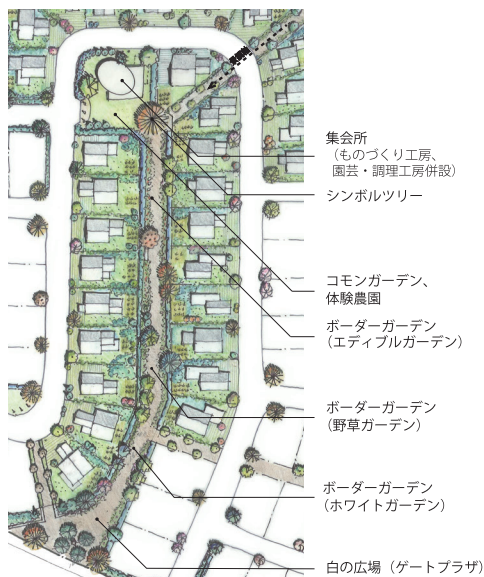 集会所
（ものづくり工房、
園芸・調理工房併設）
シンボルツリー
コモンガーデン、
体験農園
ボーダーガーデン
（エディブルガーデン）
ボーダーガーデン
（野草ガーデン）
ボーダーガーデン
（ホワイトガーデン）
白の広場（ゲートプラザ）